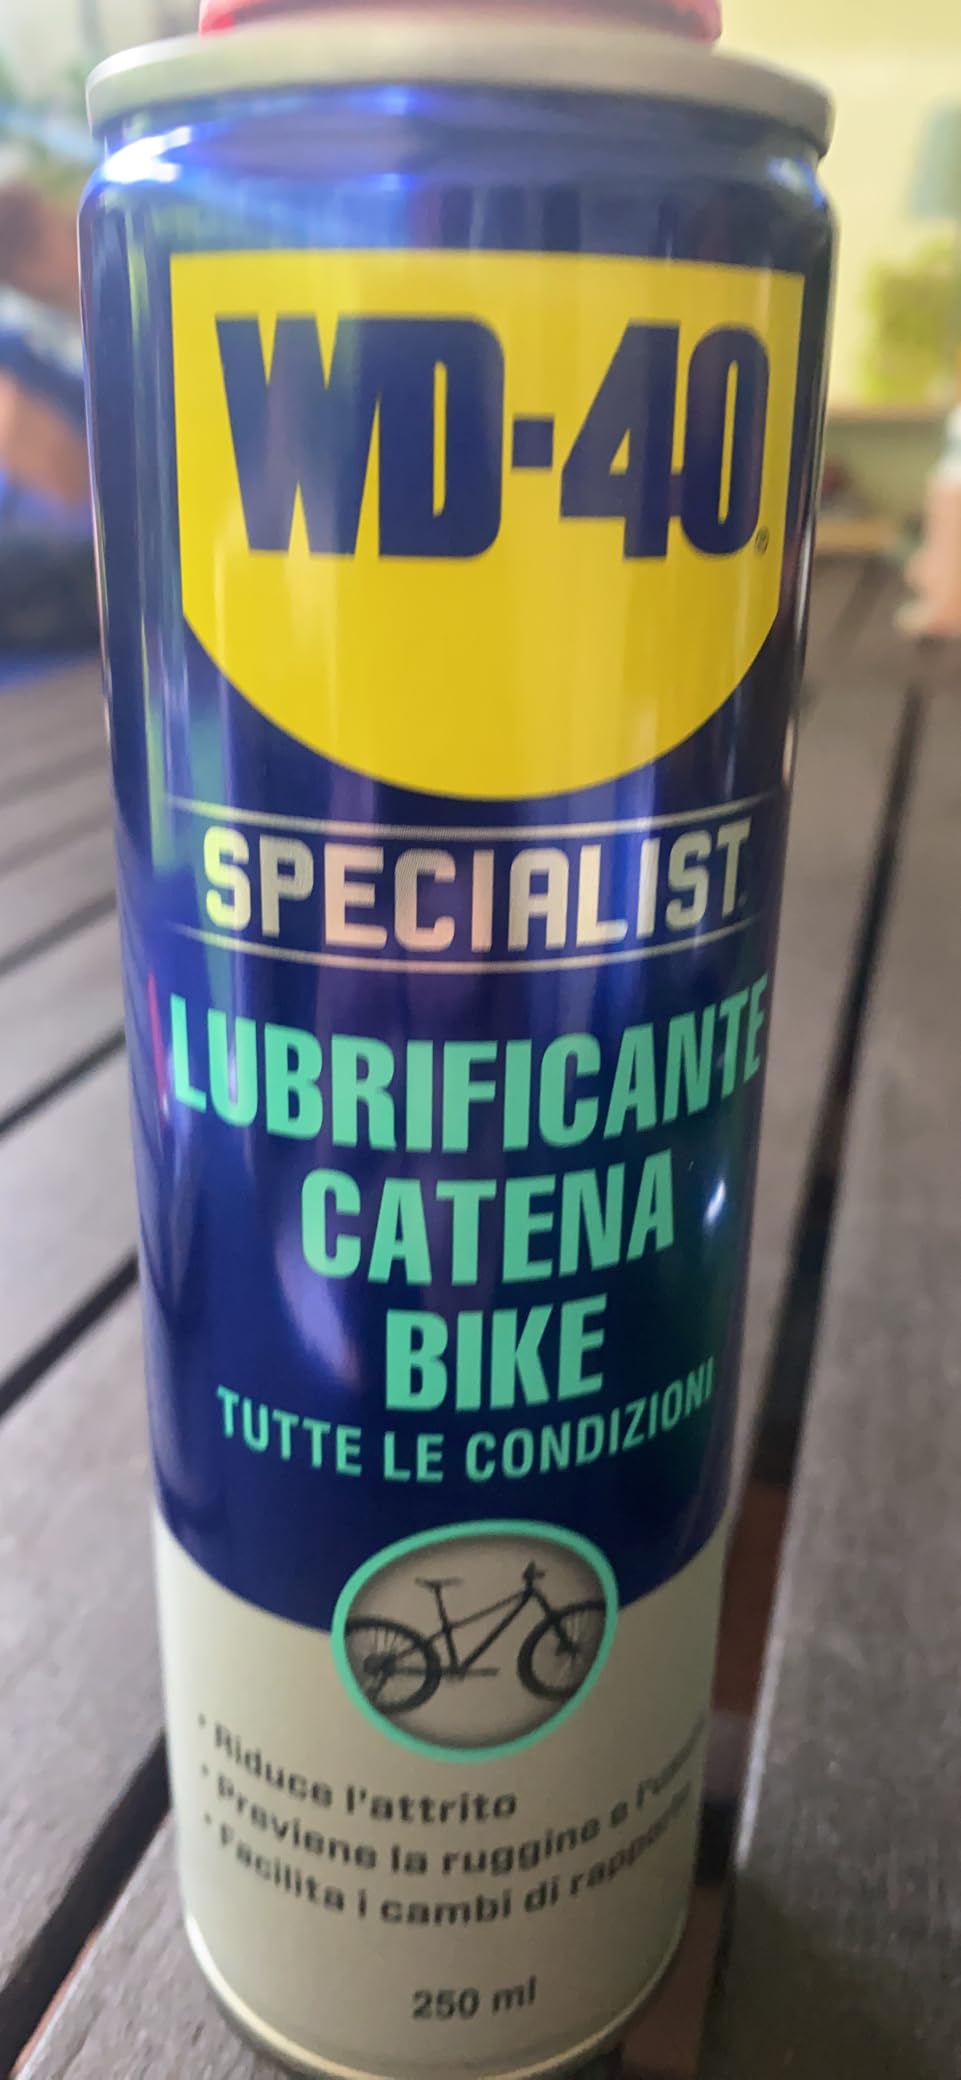 WD-40®
SPECIALIST
LUBRIFICANTE
CATENA
BIKE
TUTTE LE CONDIZIONI
• Riduce l'attrito
• Previene la ruggine e
• Facilita i cambi di
250 ml